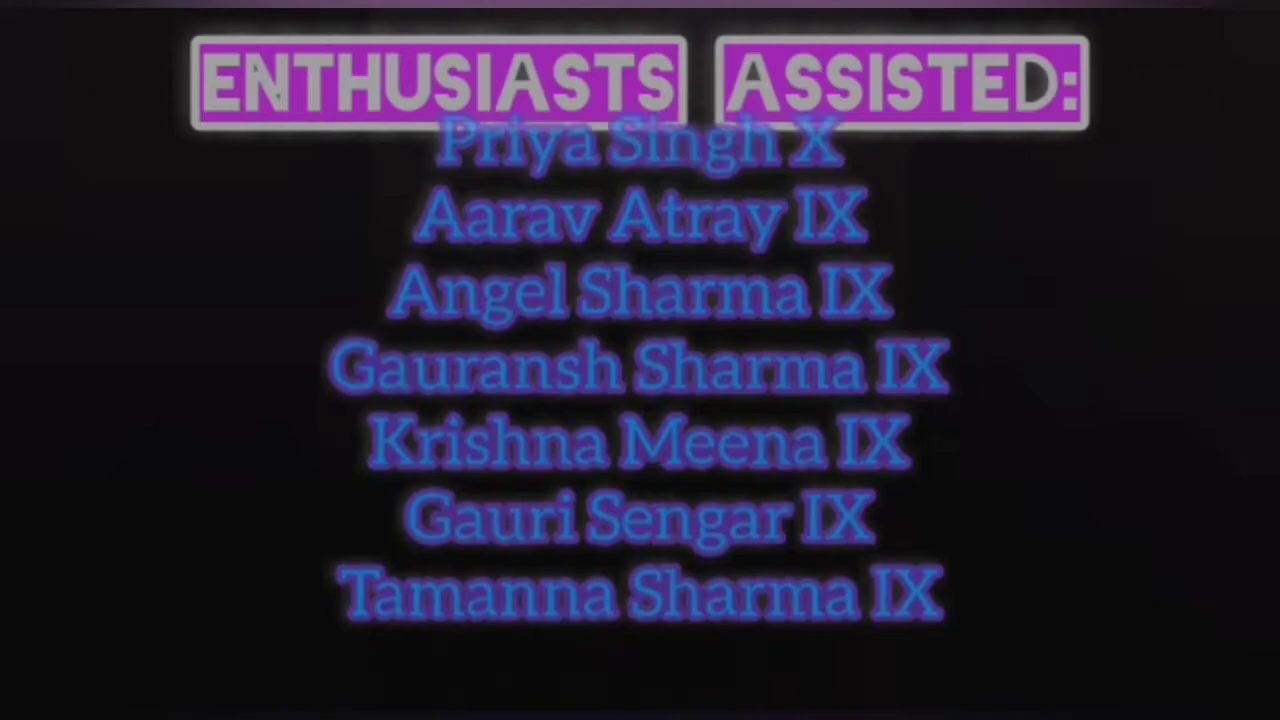 ENTHUSIASTS ASSISTED:
Priya Singh X
Aarav Atray IX
Angel Sharma IX
Gauransh Sharma IX
Krishna Meena IX
Gauri Sengar IX
Tamanna Sharma IX